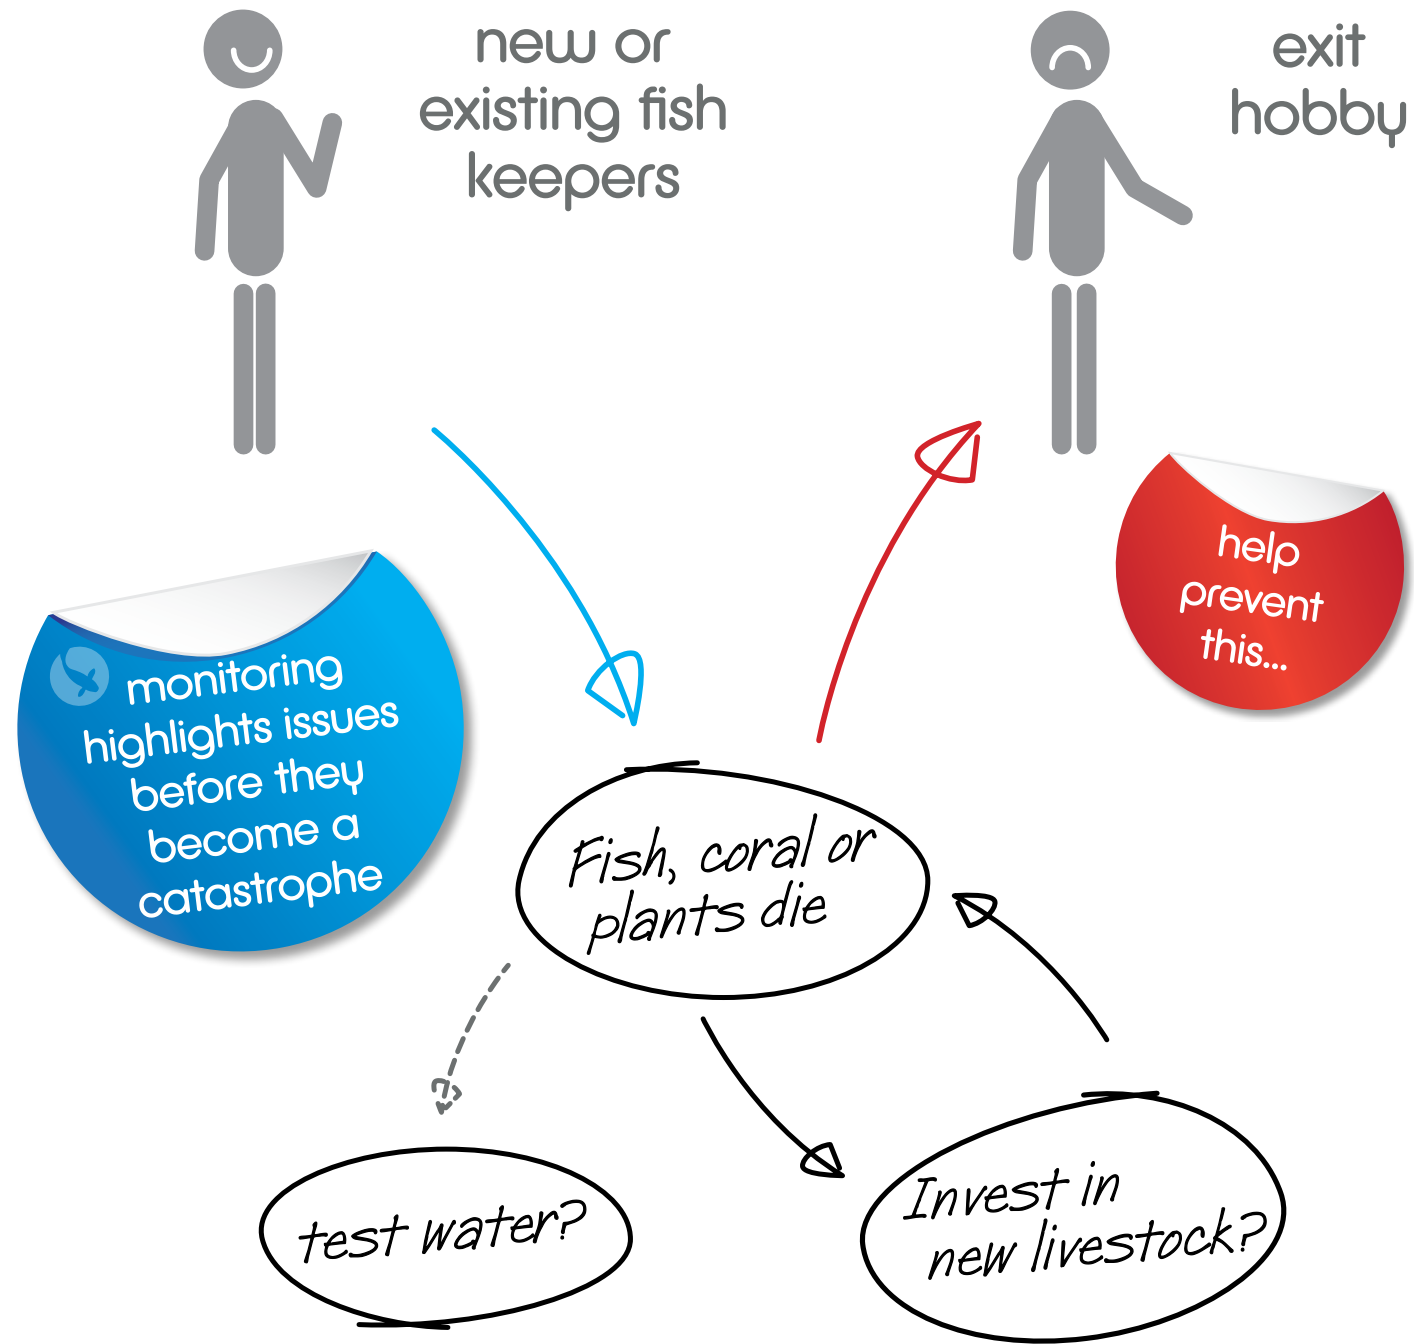 new or
existing fish
keepers
exit
hobby
help
prevent
this...
monitoring
highlights issues
before they
become a
catastrophe
Fish, coral or
plants die
test water?
Invest in
new livestock?